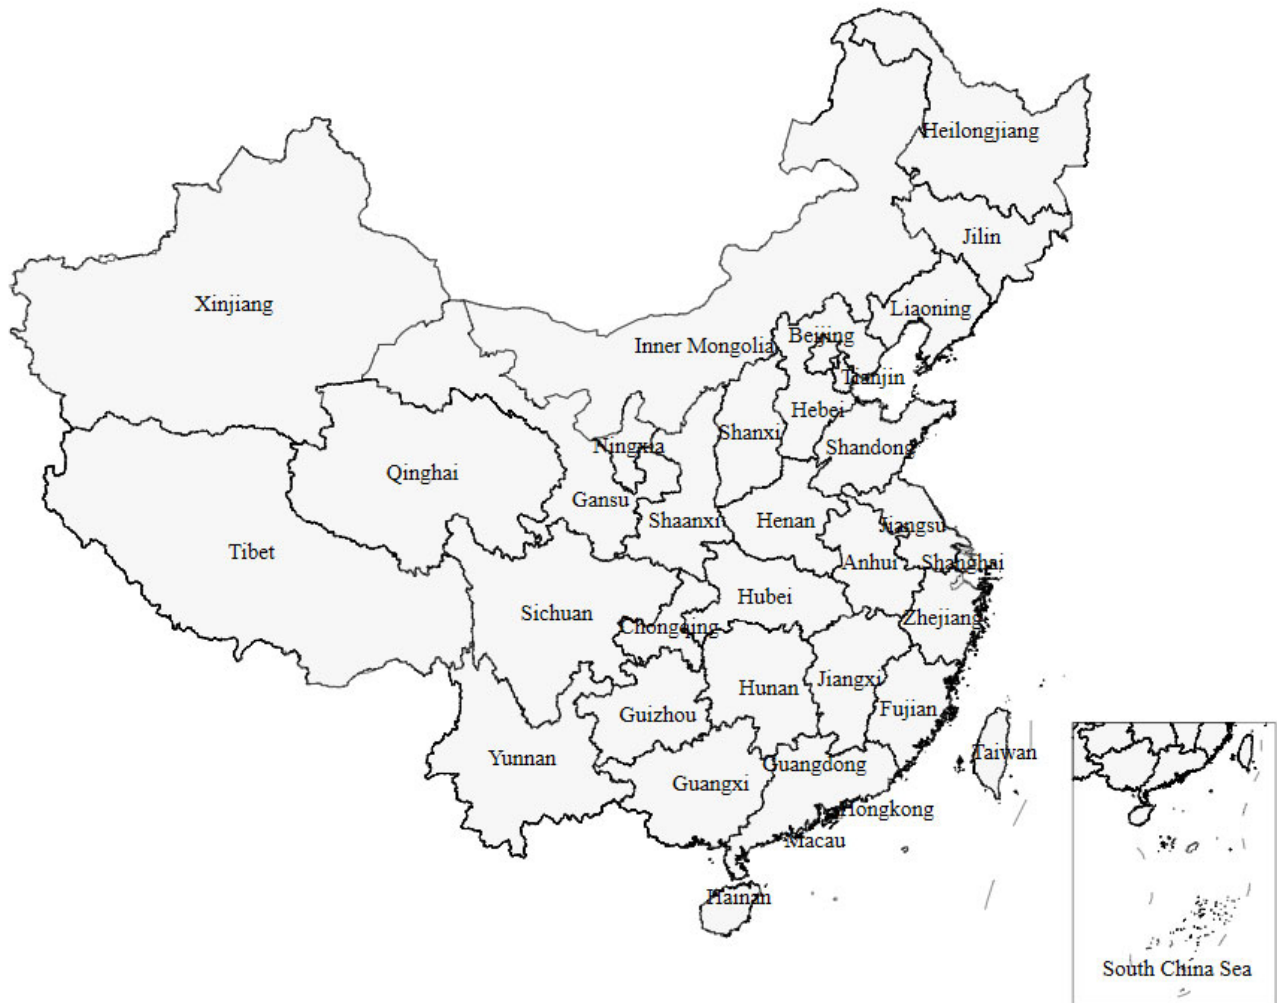 Heilongjiang
Jilin
Xinjiang
Liaoning
Beijing
Inner Mongolia
Tianjin
Hebei
Shanxi
Ningxia
Shandong
Qinghai
Gansu
Shaanxi
Henan
Jiangsu
Tibet
Anhui
Shanghai
Hubei
Sichuan
Zhejiang
Chongqing
Jiangxi
Hunan
Fujian
Guizhou
Taiwan
Yunnan
Guangdong
Guangxi
Hongkong
Macau
Hainan
South China Sea